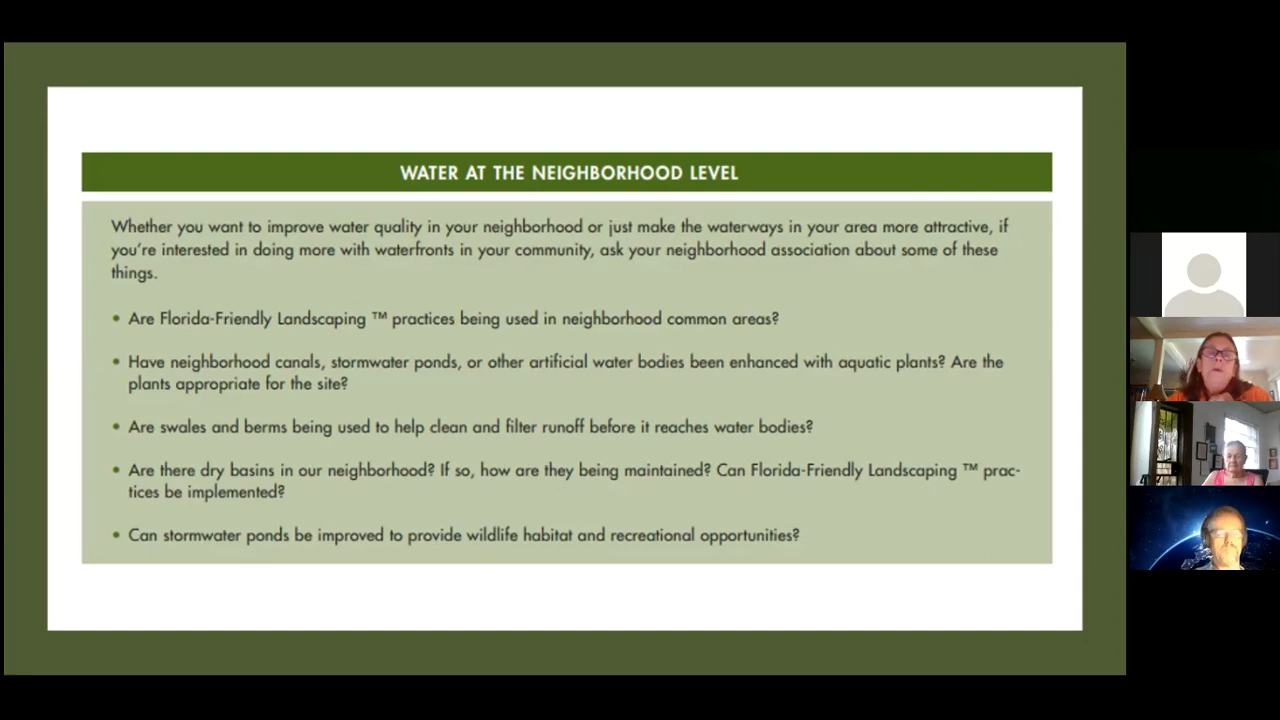 WATER AT THE NEIGHBORHOOD LEVEL
Whether you want to improve water quality in your neighborhood or just make the waterways in your area more attractive, if
you're interested in doing more with waterfronts in your community, ask your neighborhood association about some of these
things.
• Are Florida-Friendly Landscaping ™ practices being used in neighborhood common areas?
• Have neighborhood canals, stormwater ponds, or other artificial water bodies been enhanced with aquatic plants? Are the
plants appropriate for the site?
• Are swales and berms being used to help clean and filter runoff before it reaches water bodies?
• Are there dry basins in our neighborhood? If so, how are they being maintained? Can Florida-Friendly Landscaping ™ prac-
tices be implemented?
• Can stormwater ponds be improved to provide wildlife habitat and recreational opportunities?